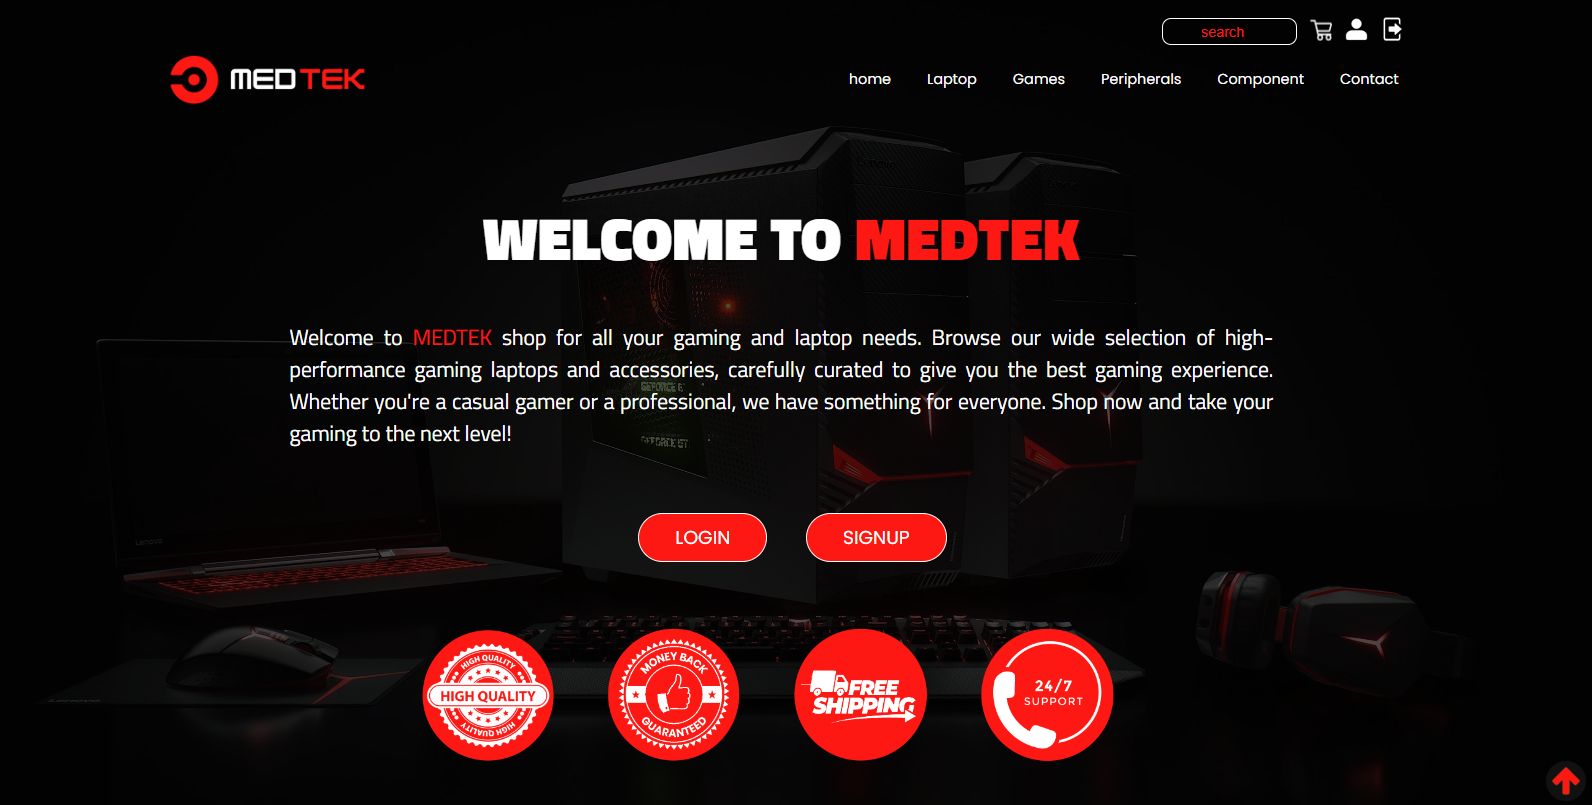 search
MEDTEK
home Laptop Games Peripherals Component Contact
WELCOME TO MEDTEK
Welcome to MEDTEK shop for all your gaming and laptop needs. Browse our wide selection of high-
performance gaming laptops and accessories, carefully curated to give you the best gaming experience.
Whether you're a casual gamer or a professional, we have something for everyone. Shop now and take your
gaming to the next level!
GEFORCE GT
Lenovo
LOGIN SIGNUP
HIGH QUALITY
HIGH QUALITY
HIGH QUALITY
MONEY BACK
GUARANTEED
FREE
SHIPPING
24/7
SUPPORT